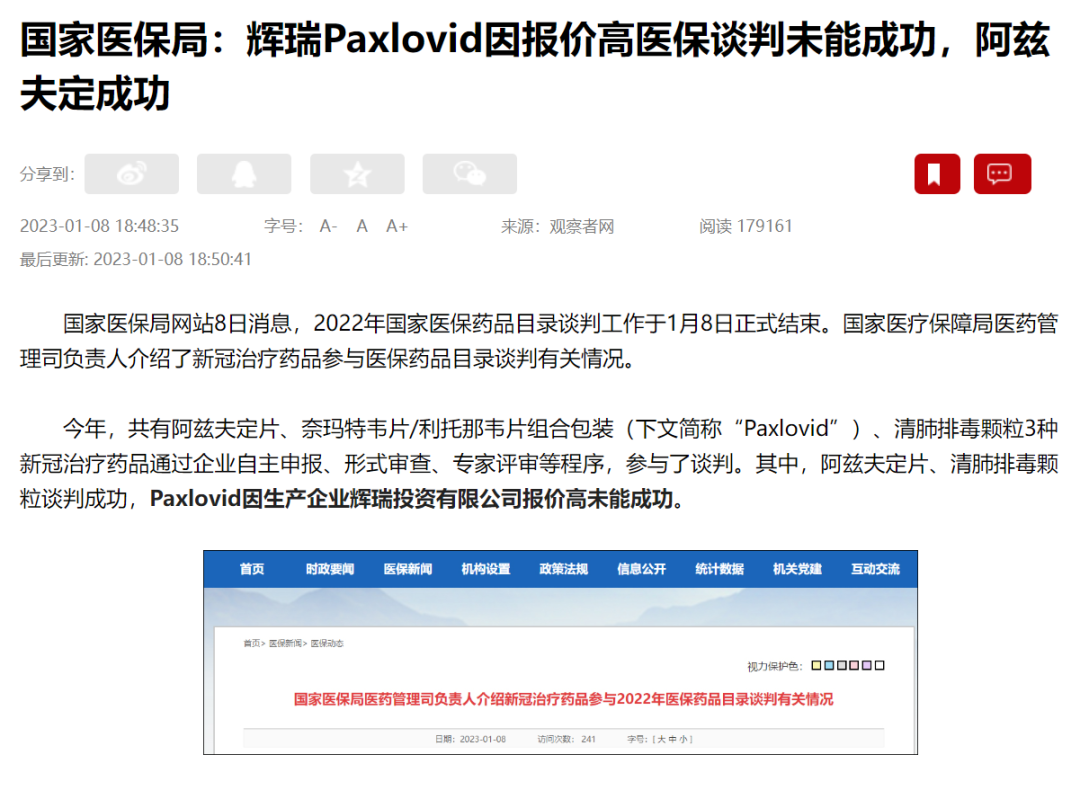 国家医保局：辉瑞Paxlovid因报价高医保谈判未能成功，阿兹
夫定成功
分享到:
2023-01-08 18:48:35 字号： A- A A+ 来源：观察者网 阅读 179161
最后更新: 2023-01-08 18:50:41
国家医保局网站8日消息，2022年国家医保药品目录谈判工作于1月8日正式结束。国家医疗保障局医药管
理司负责人介绍了新冠治疗药品参与医保药品目录谈判有关情况。
今年，共有阿兹夫定片、奈玛特韦片/利托那韦片组合包装（下文简称“Paxlovid”）、清肺排毒颗粒3种
新冠治疗药品通过企业自主申报、形式审查、专家评审等程序，参与了谈判。其中，阿兹夫定片、清肺排毒颗
粒谈判成功，Paxlovid因生产企业辉瑞投资有限公司报价高未能成功。
首页 时政要闻 医保新闻 机构设置 政策法规 信息公开 统计数据 机关党建 互动交流
首页> 医保新闻> 医保动态
视力保护色：
国家医保局医药管理司负责人介绍新冠治疗药品参与2022年医保药品目录谈判有关情况
日期：2023-01-08 访问次数：241 字号：[ 大 中 小 ]